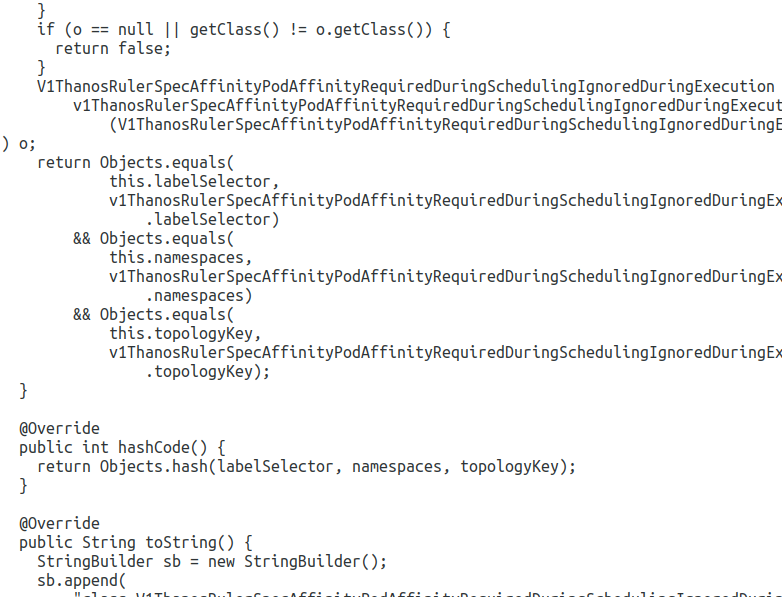 }
    if (o == null || getClass() != o.getClass()) {
      return false;
    }
    V1ThanosRulerSpecAffinityPodAffinityRequiredDuringSchedulingIgnoredDuringExecution
        v1ThanosRulerSpecAffinityPodAffinityRequiredDuringSchedulingIgnoredDuringExecut
            (V1ThanosRulerSpecAffinityPodAffinityRequiredDuringSchedulingIgnoredDuringE
) o;
    return Objects.equals(
            this.labelSelector,
            v1ThanosRulerSpecAffinityPodAffinityRequiredDuringSchedulingIgnoredDuringEx
                .labelSelector)
        && Objects.equals(
            this.namespaces,
            v1ThanosRulerSpecAffinityPodAffinityRequiredDuringSchedulingIgnoredDuringEx
                .namespaces)
        && Objects.equals(
            this.topologyKey,
            v1ThanosRulerSpecAffinityPodAffinityRequiredDuringSchedulingIgnoredDuringEx
                .topologyKey);
  }

  @Override
  public int hashCode() {
    return Objects.hash(labelSelector, namespaces, topologyKey);
  }

  @Override
  public String toString() {
    StringBuilder sb = new StringBuilder();
    sb.append(
        "class V1ThanosRulerSpecAffinityPodAffinityRequiredDuringSchedulingIgnoredDurin